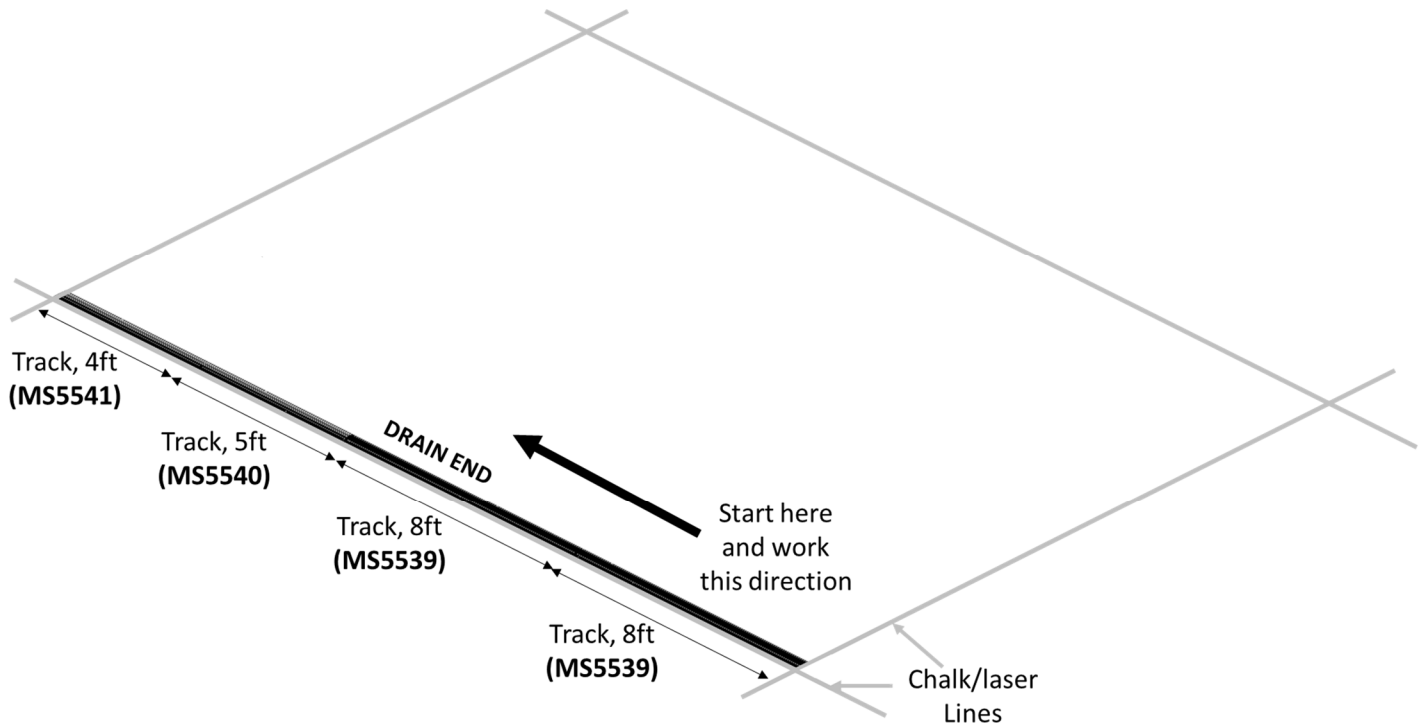 Track, 4ft
(MS5541)
Track, 5ft
(MS5540)
DRAIN END
Track, 8ft
(MS5539)
Start here
and work
this direction
Track, 8ft
(MS5539)
Chalk/laser
Lines